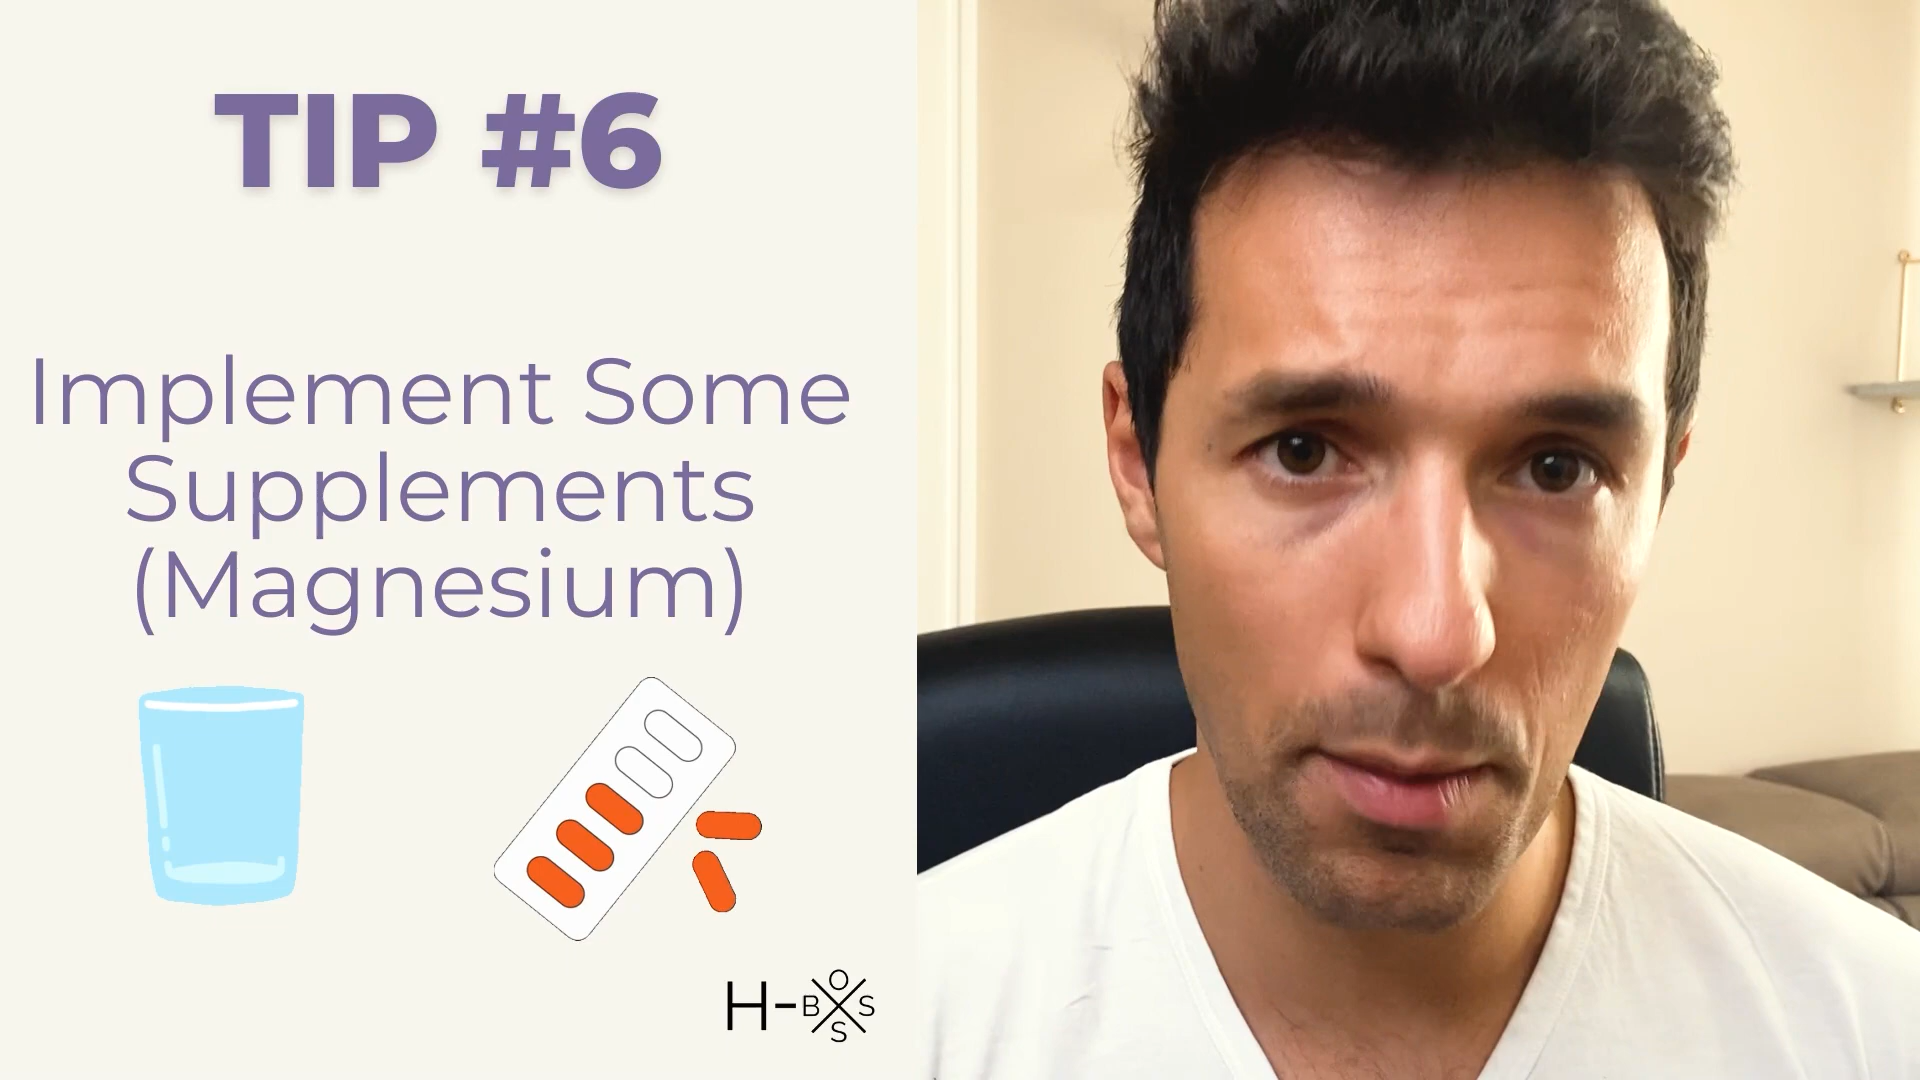 TIP #6
Implement Some
Supplements
(Magnesium)
H-BOSS